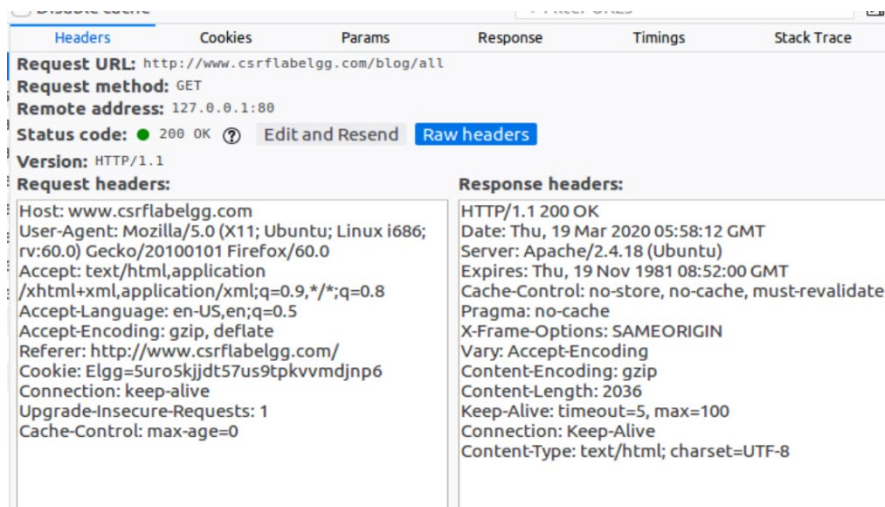 Disable cache
Headers Cookies Params Response Timings Stack Trace
Request URL: http://www.csrflabelgg.com/blog/all
Request method: GET
Remote address: 127.0.0.1:80
Status code: 200 OK ? Edit and Resend Raw headers
Version: HTTP/1.1
Request headers:
Host: www.csrflabelgg.com
User-Agent: Mozilla/5.0 (X11; Ubuntu; Linux i686;
rv:60.0) Gecko/20100101 Firefox/60.0
Accept: text/html,application
/xhtml+xml,application/xml;q=0.9,*/*;q=0.8
Accept-Language: en-US,en;q=0.5
Accept-Encoding: gzip, deflate
Referer: http://www.csrflabelgg.com/
Cookie: Elgg=5uro5kjjdt57us9tpkvvmdjnp6
Connection: keep-alive
Upgrade-Insecure-Requests: 1
Cache-Control: max-age=0
Response headers:
HTTP/1.1 200 OK
Date: Thu, 19 Mar 2020 05:58:12 GMT
Server: Apache/2.4.18 (Ubuntu)
Expires: Thu, 19 Nov 1981 08:52:00 GMT
Cache-Control: no-store, no-cache, must-revalidate
Pragma: no-cache
X-Frame-Options: SAMEORIGIN
Vary: Accept-Encoding
Content-Encoding: gzip
Content-Length: 2036
Keep-Alive: timeout=5, max=100
Connection: Keep-Alive
Content-Type: text/html; charset=UTF-8